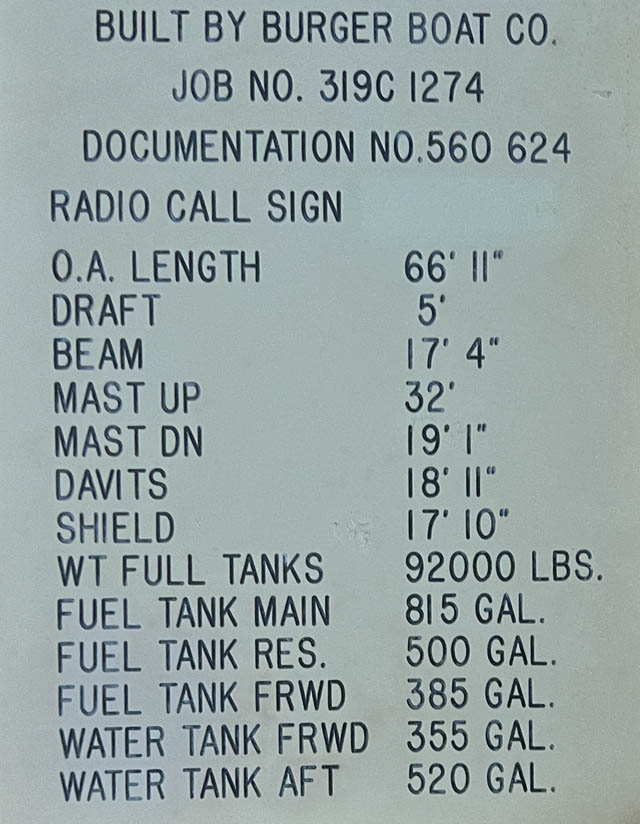 BUILT BY BURGER BOAT CO.
JOB NO. 319C 1274
DOCUMENTATION NO.560 624
RADIO CALL SIGN
O.A. LENGTH 66' 11"
DRAFT 5'
BEAM 17' 4"
MAST UP 32'
MAST DN 19' 1"
DAVITS 18' 11"
SHIELD 17' 10"
WT FULL TANKS 92000 LBS.
FUEL TANK MAIN 815 GAL.
FUEL TANK RES. 500 GAL.
FUEL TANK FRWD 385 GAL.
WATER TANK FRWD 355 GAL.
WATER TANK AFT 520 GAL.